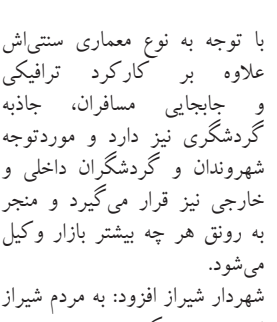 با توجه به نوع معماری سنتی‌اش
علاوه بر کارکرد ترافیکی
و جابجایی مسافران، جاذبه
گردشگری نیز دارد و موردتوجه
شهروندان و گردشگران داخلی و
خارجی نیز قرار می‌گیرد و منجر
به رونق هر چه بیشتر بازار وکیل
می‌شود.
شهردار شیراز افزود: به مردم شیراز